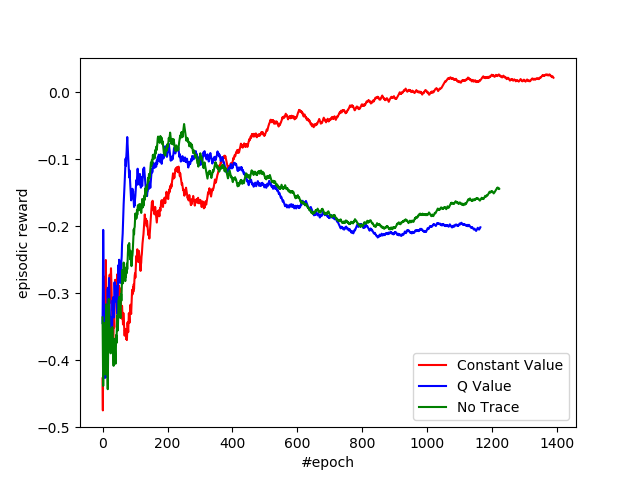 0.0
−0.1
−0.2
−0.3
−0.4
−0.5
episodic reward
0 200 400 600 800 1000 1200 1400
#epoch
Constant Value
Q Value
No Trace